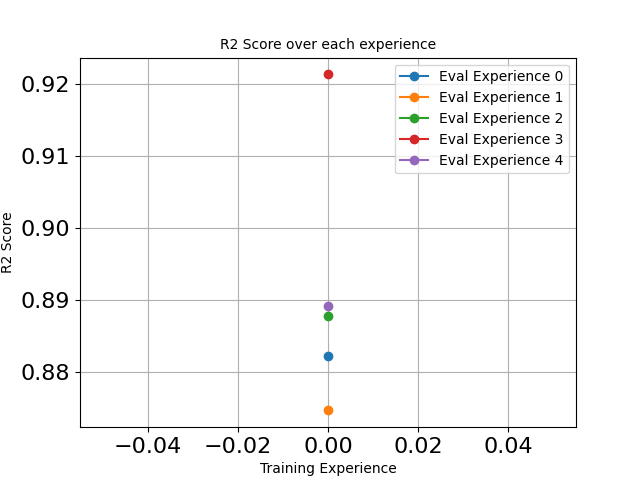 R2 Score over each experience
0.92
0.91
0.90
0.89
0.88
R2 Score
Eval Experience 0
Eval Experience 1
Eval Experience 2
Eval Experience 3
Eval Experience 4
−0.04 −0.02 0.00 0.02 0.04
Training Experience